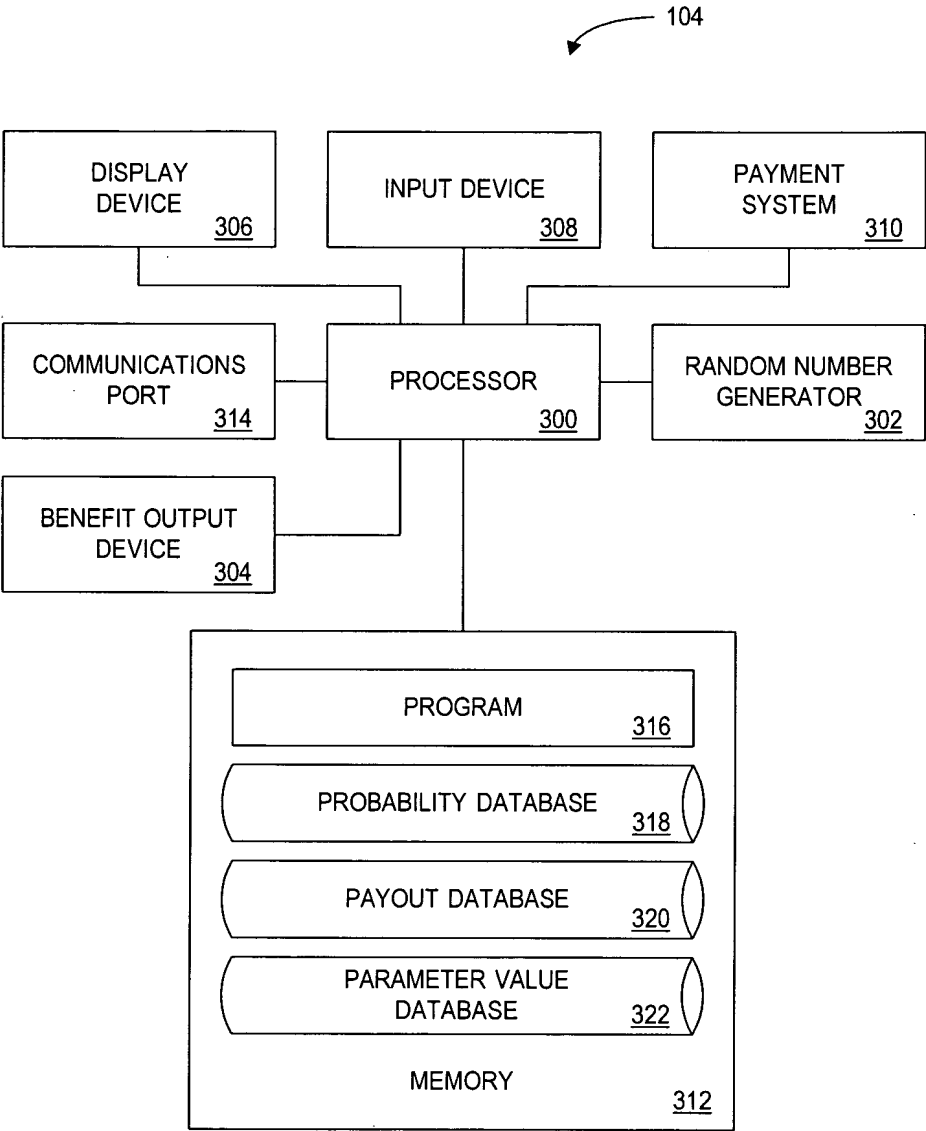 104
DISPLAY
DEVICE
306
INPUT DEVICE
308
PAYMENT
SYSTEM
310
COMMUNICATIONS
PORT
314
PROCESSOR
300
RANDOM NUMBER
GENERATOR
302
BENEFIT OUTPUT
DEVICE
304
PROGRAM
316
PROBABILITY DATABASE
318
PAYOUT DATABASE
320
PARAMETER VALUE
DATABASE
322
MEMORY
312